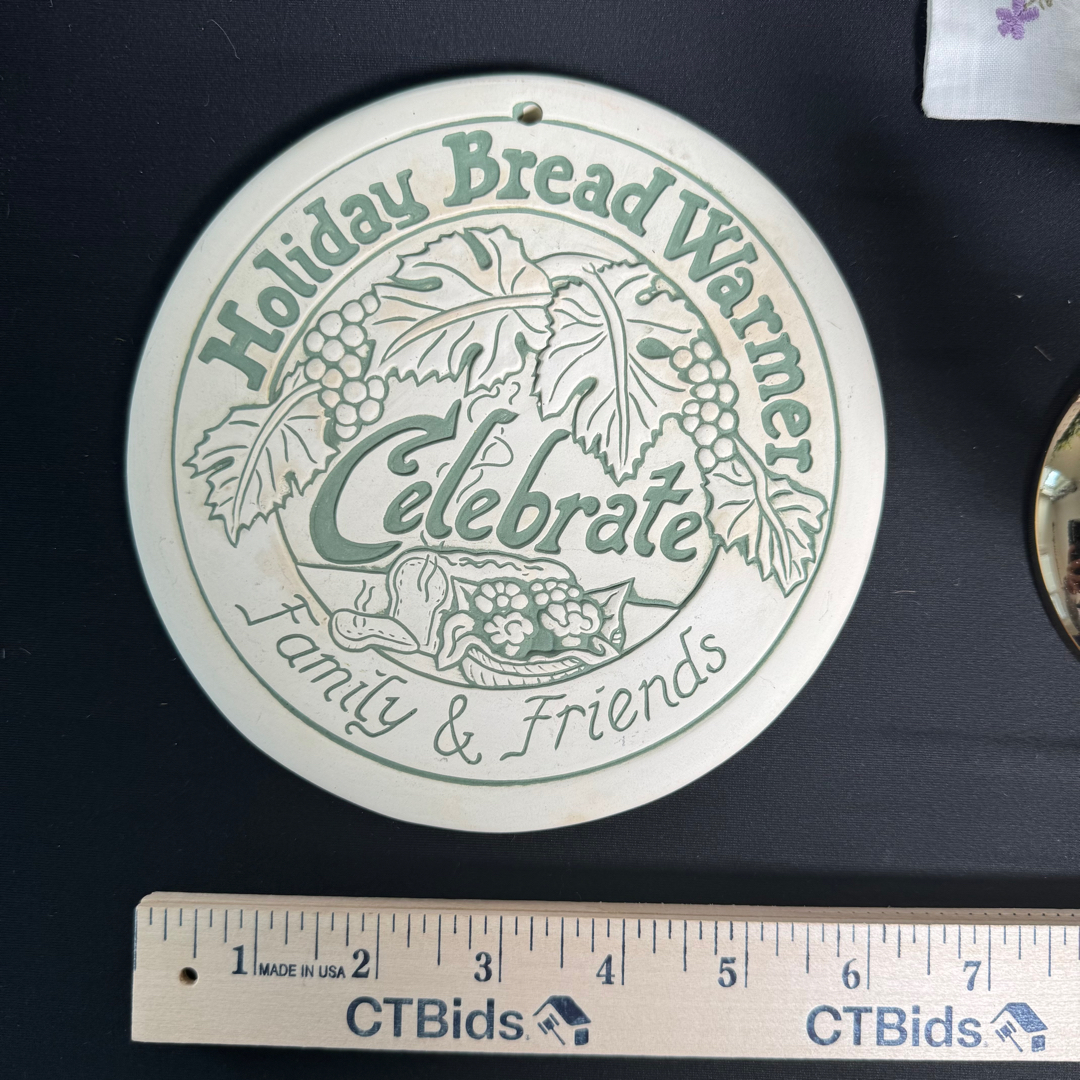 Holiday Bread Warmer
Celebrate
Family & Friends
1 MADE IN USA 2 3 4 5 6 7
CTBids. CTBids